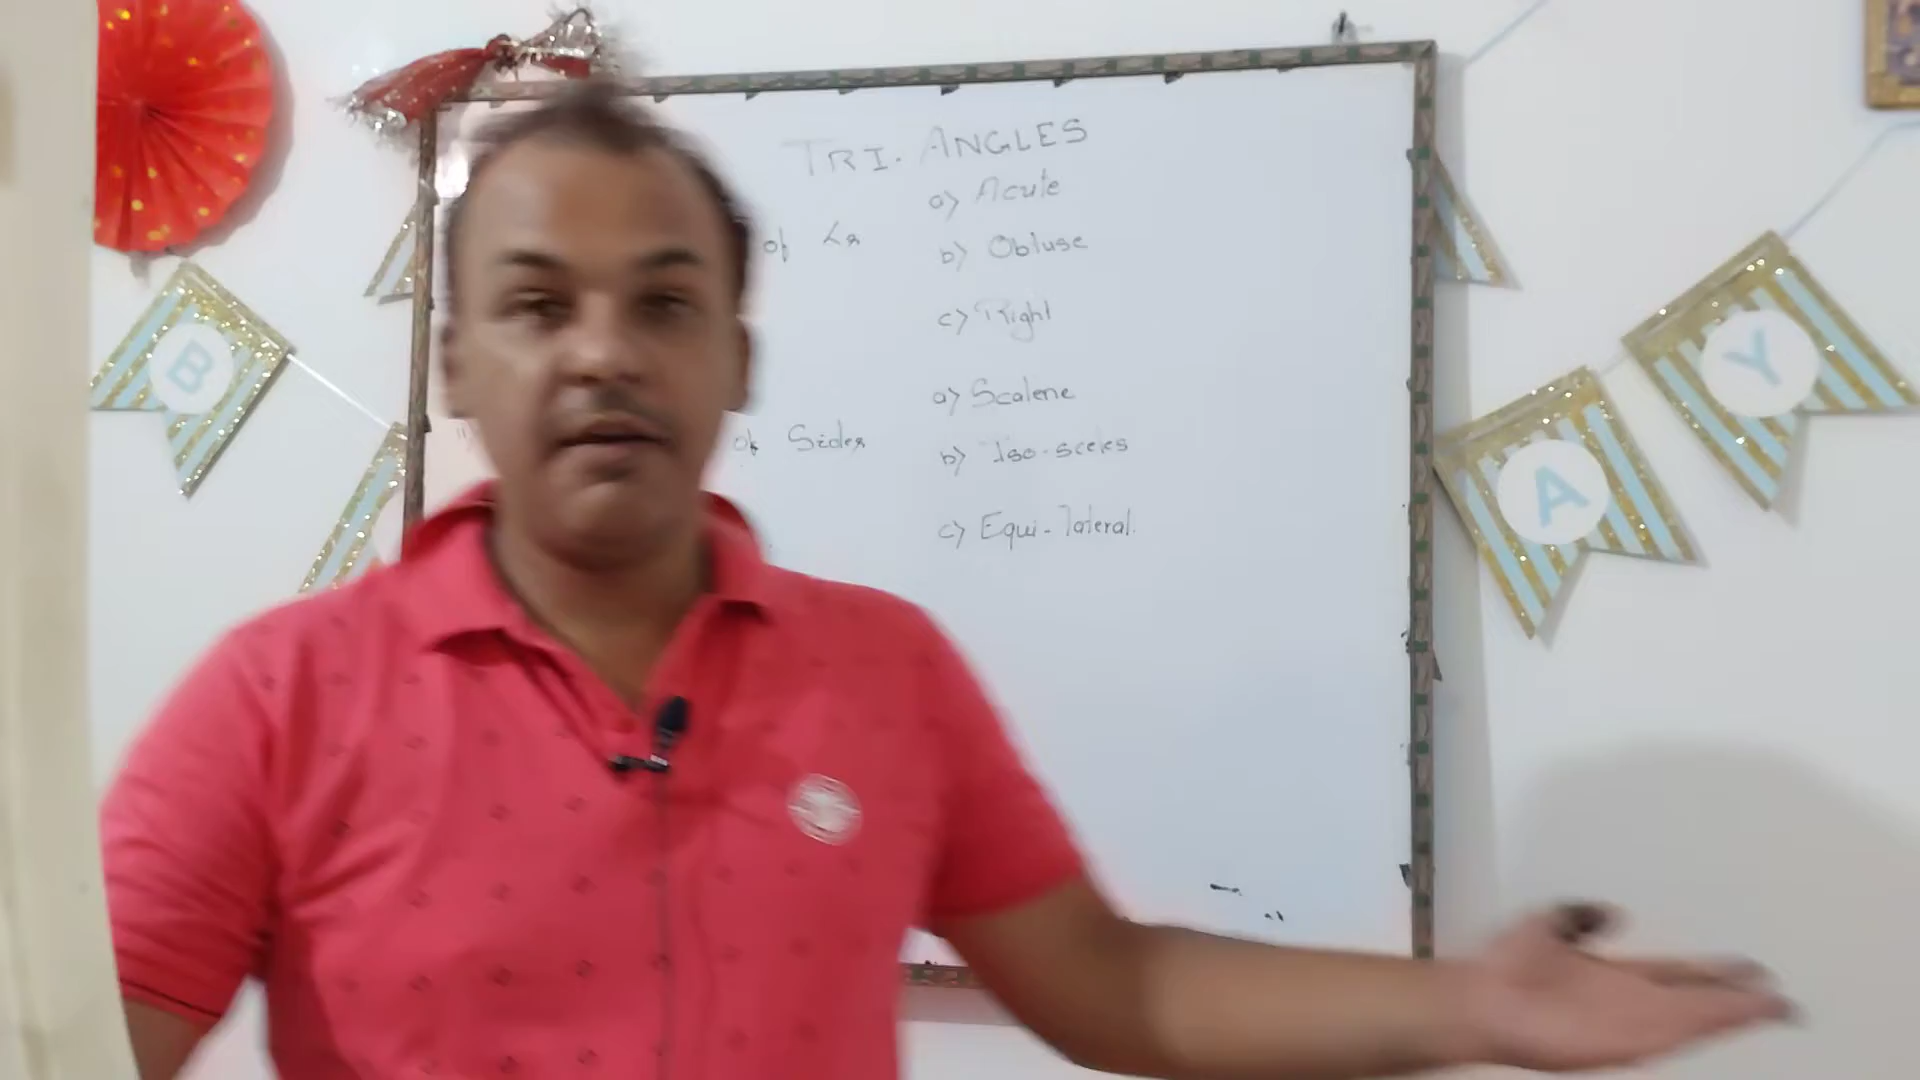 TRI. ANGLES
a) Acute
of ∠s
b) Obtuse
c) Right
a) Scalene
"
of Sides
b) Iso-sceles
c) Equi-lateral.
B
A
Y